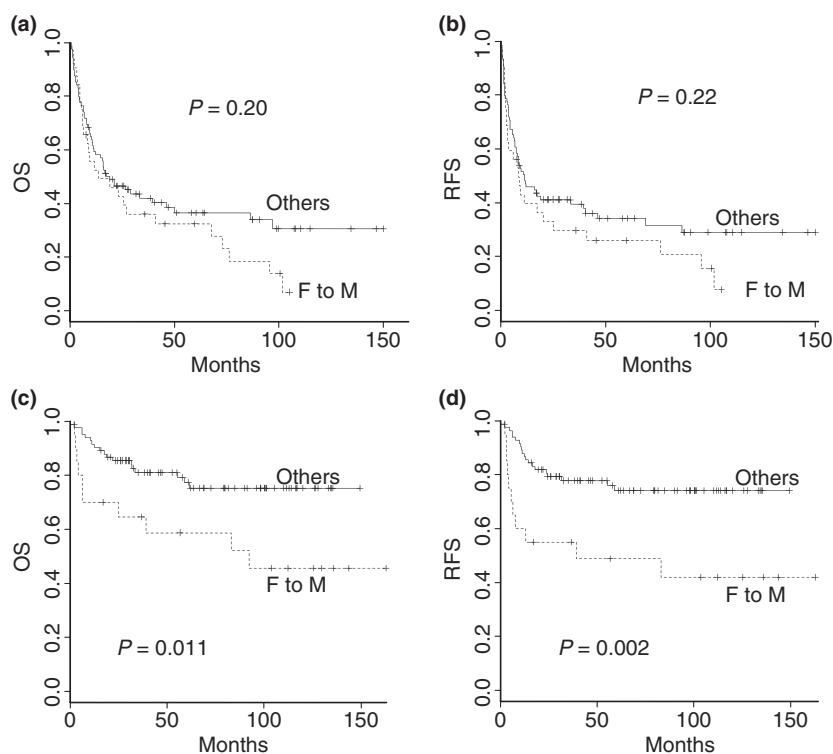 (a)
1.0
0.8
0.6
0.4
0.2
0.0
OS
P = 0.20
Others
F to M
0 50 100 150
Months
(b)
1.0
0.8
0.6
0.4
0.2
0.0
RFS
P = 0.22
Others
F to M
0 50 100 150
Months
(c)
1.0
0.8
0.6
0.4
0.2
0.0
OS
Others
F to M
P = 0.011
0 50 100 150
Months
(d)
1.0
0.8
0.6
0.4
0.2
0.0
RFS
Others
F to M
P = 0.002
0 50 100 150
Months